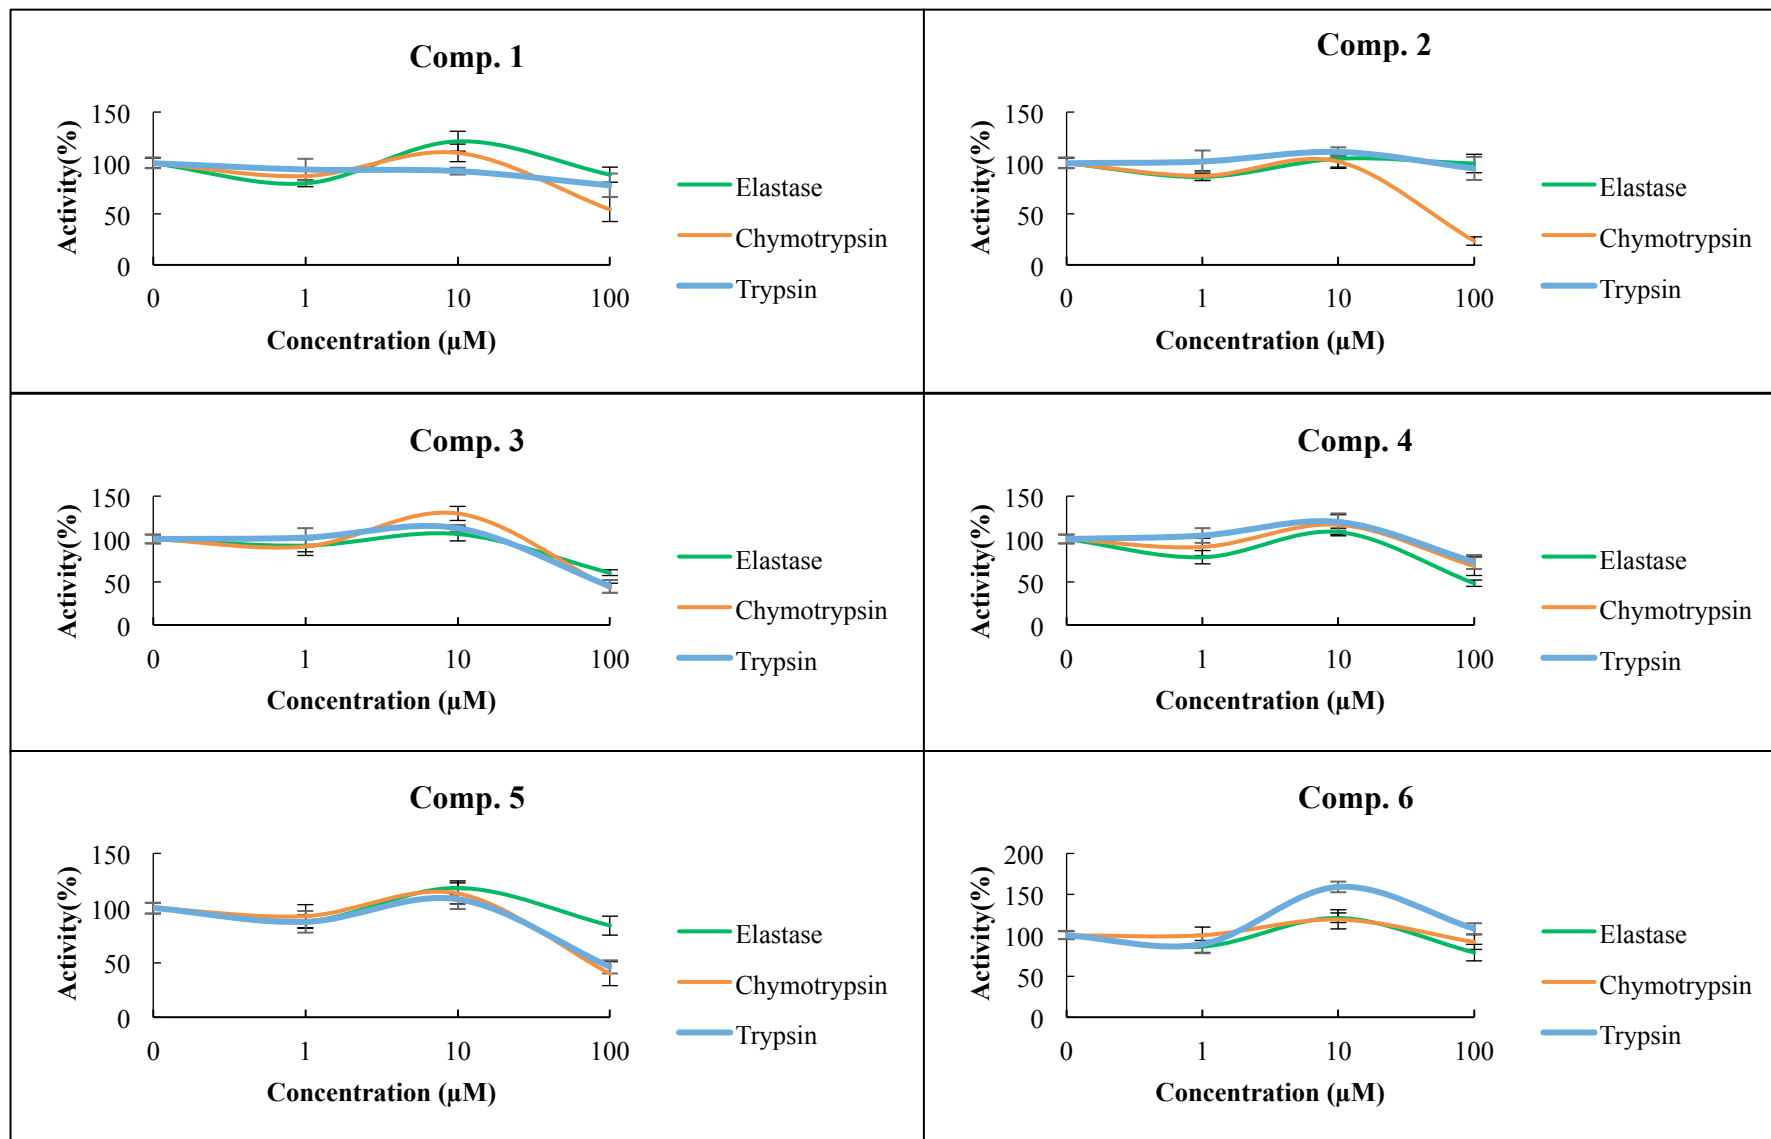 Comp. 1
Activity(%)
150
100
50
0
0 1 10 100
Concentration (µM)
Elastase
Chymotrypsin
Trypsin
Comp. 2
Activity(%)
150
100
50
0
0 1 10 100
Concentration (µM)
Elastase
Chymotrypsin
Trypsin
Comp. 3
Activity(%)
150
100
50
0
0 1 10 100
Concentration (µM)
Elastase
Chymotrypsin
Trypsin
Comp. 4
Activity(%)
150
100
50
0
0 1 10 100
Concentration (µM)
Elastase
Chymotrypsin
Trypsin
Comp. 5
Activity(%)
150
100
50
0
0 1 10 100
Concentration (µM)
Elastase
Chymotrypsin
Trypsin
Comp. 6
Activity(%)
200
150
100
50
0
0 1 10 100
Concentration (µM)
Elastase
Chymotrypsin
Trypsin